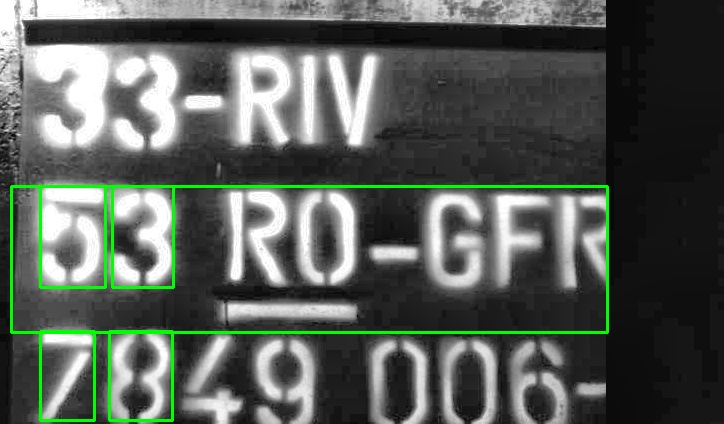 33-RIV
53 RO-GFR
7849 006-